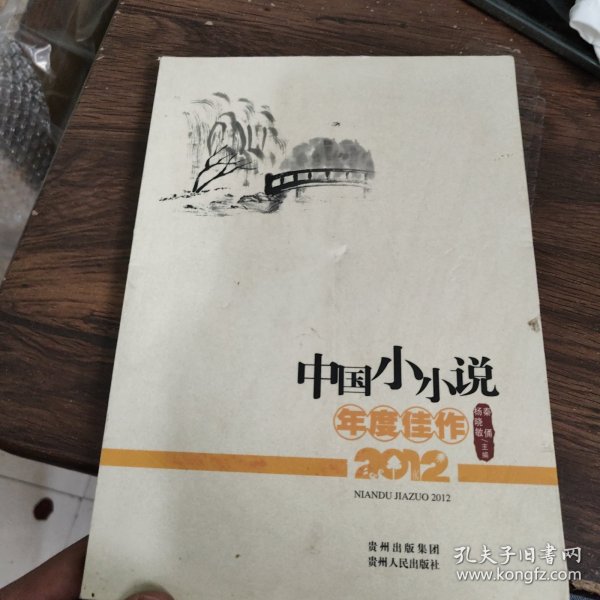 中国小小说
年度佳作
秦俑
杨晓敏/主编
2012
NIANDU JIAZUO 2012
贵州出版集团
贵州人民出版社
孔夫子旧书网
www.kongfz.com